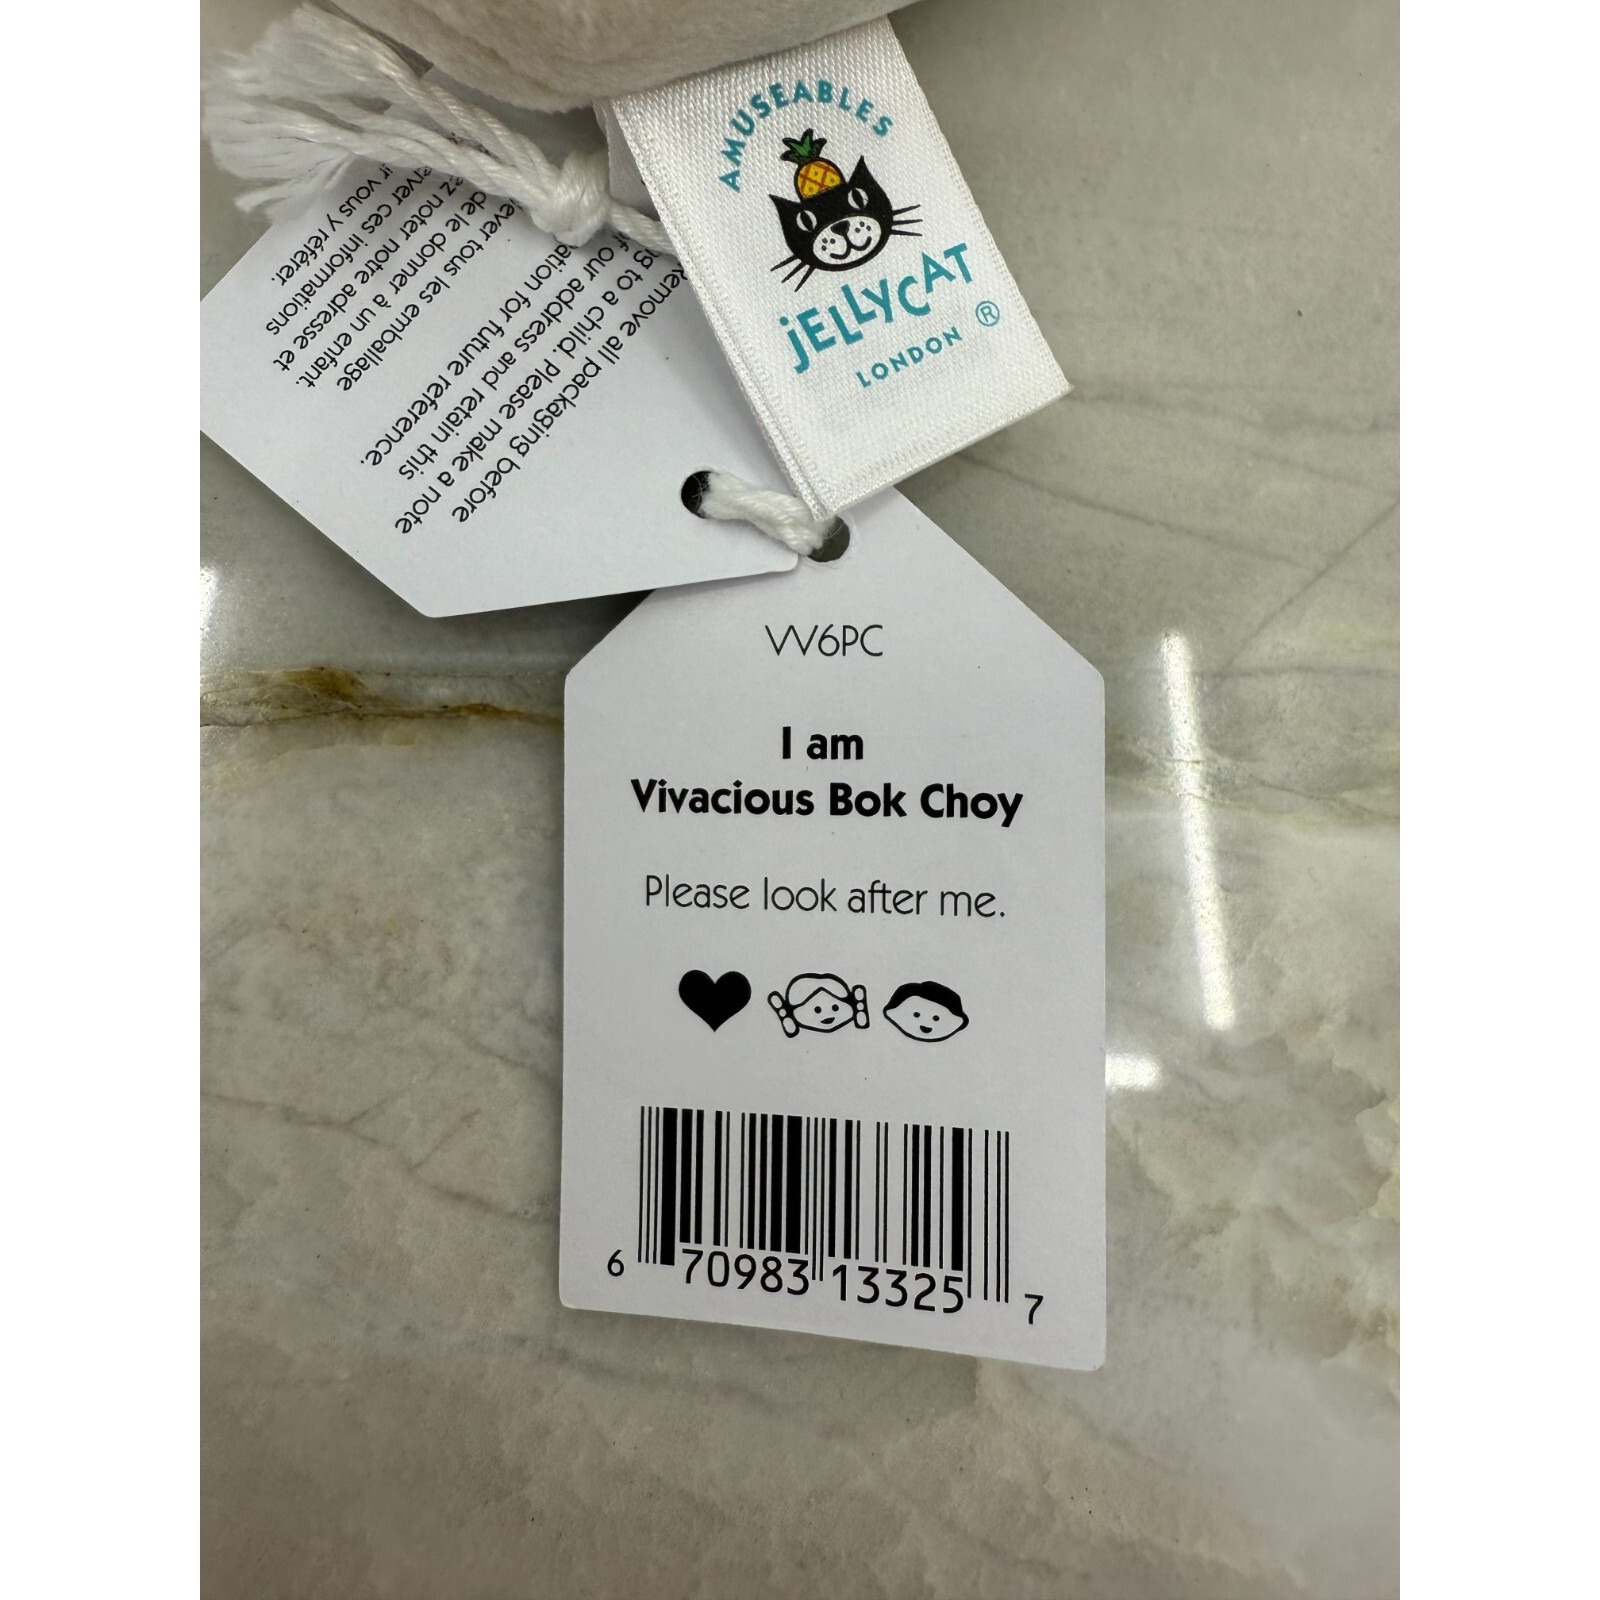 AMUSEABLES
jELLYCAT
LONDON ®
Remove all packaging before
to a child. Please make a note
of our address and retain this
for future reference.
tous les emballage
de le donner à un enfant.
noter notre adresse et
ces informations
vous y référer.
VV6PC
I am
Vivacious Bok Choy
Please look after me.
6 70983 13325 7